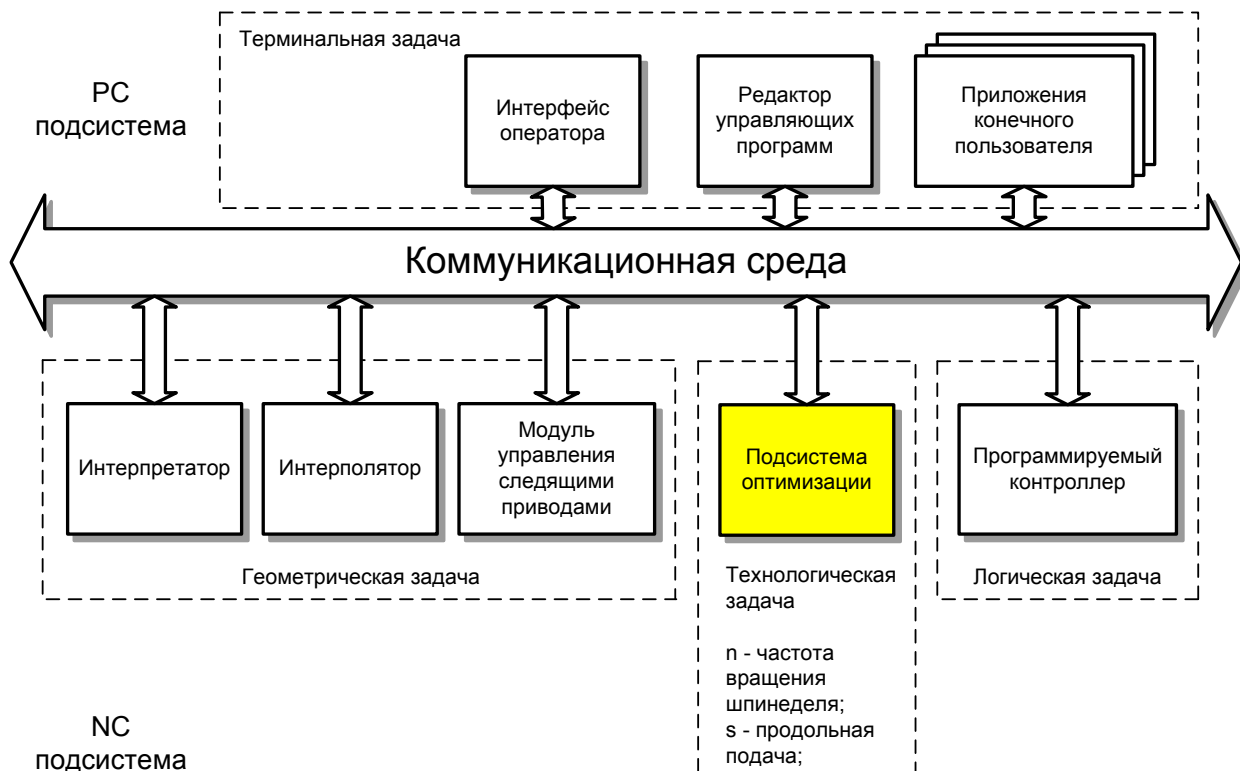 Терминальная задача
PC
подсистема
Интерфейс
оператора
Редактор
управляющих
программ
Приложения
конечного
пользователя
Коммуникационная среда
Интерпретатор
Интерполятор
Модуль
управления
следящими
приводами
Подсистема
оптимизации
Программируемый
контроллер
Геометрическая задача
Технологическая
задача
Логическая задача
n - частота
вращения
шпинеделя;
s - продольная
подача;
NC
подсистема